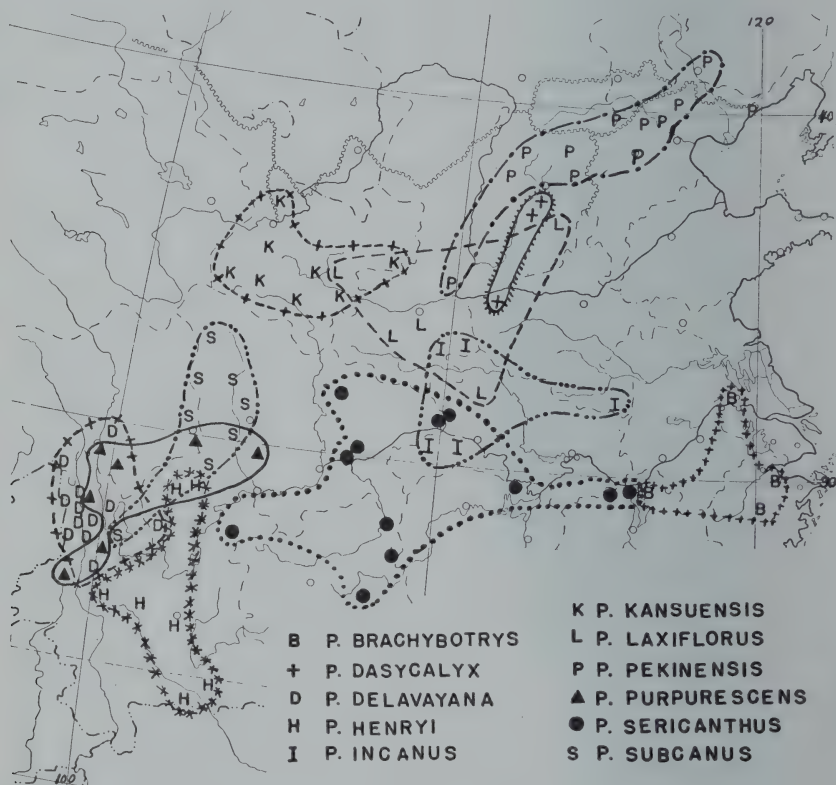 120
P
P P
P P P 40
P P P
P P
K
L
K
K
K K K L
P
K K
L
S L
I I
S S
L
B
S I
S
D S
I I
D S
B
H H
D B 30
D D D B
D D D
D D S
D
H H
H
H H
100
B P. BRACHYBOTRYS
+ P. DASYCALYX
D P. DELAVAYANA
H P. HENRYI
I P. INCANUS
K P. KANSUENSIS
L P. LAXIFLORUS
P P. PEKINENSIS
▲ P. PURPURESCENS
● P. SERICANTHUS
S P. SUBCANUS